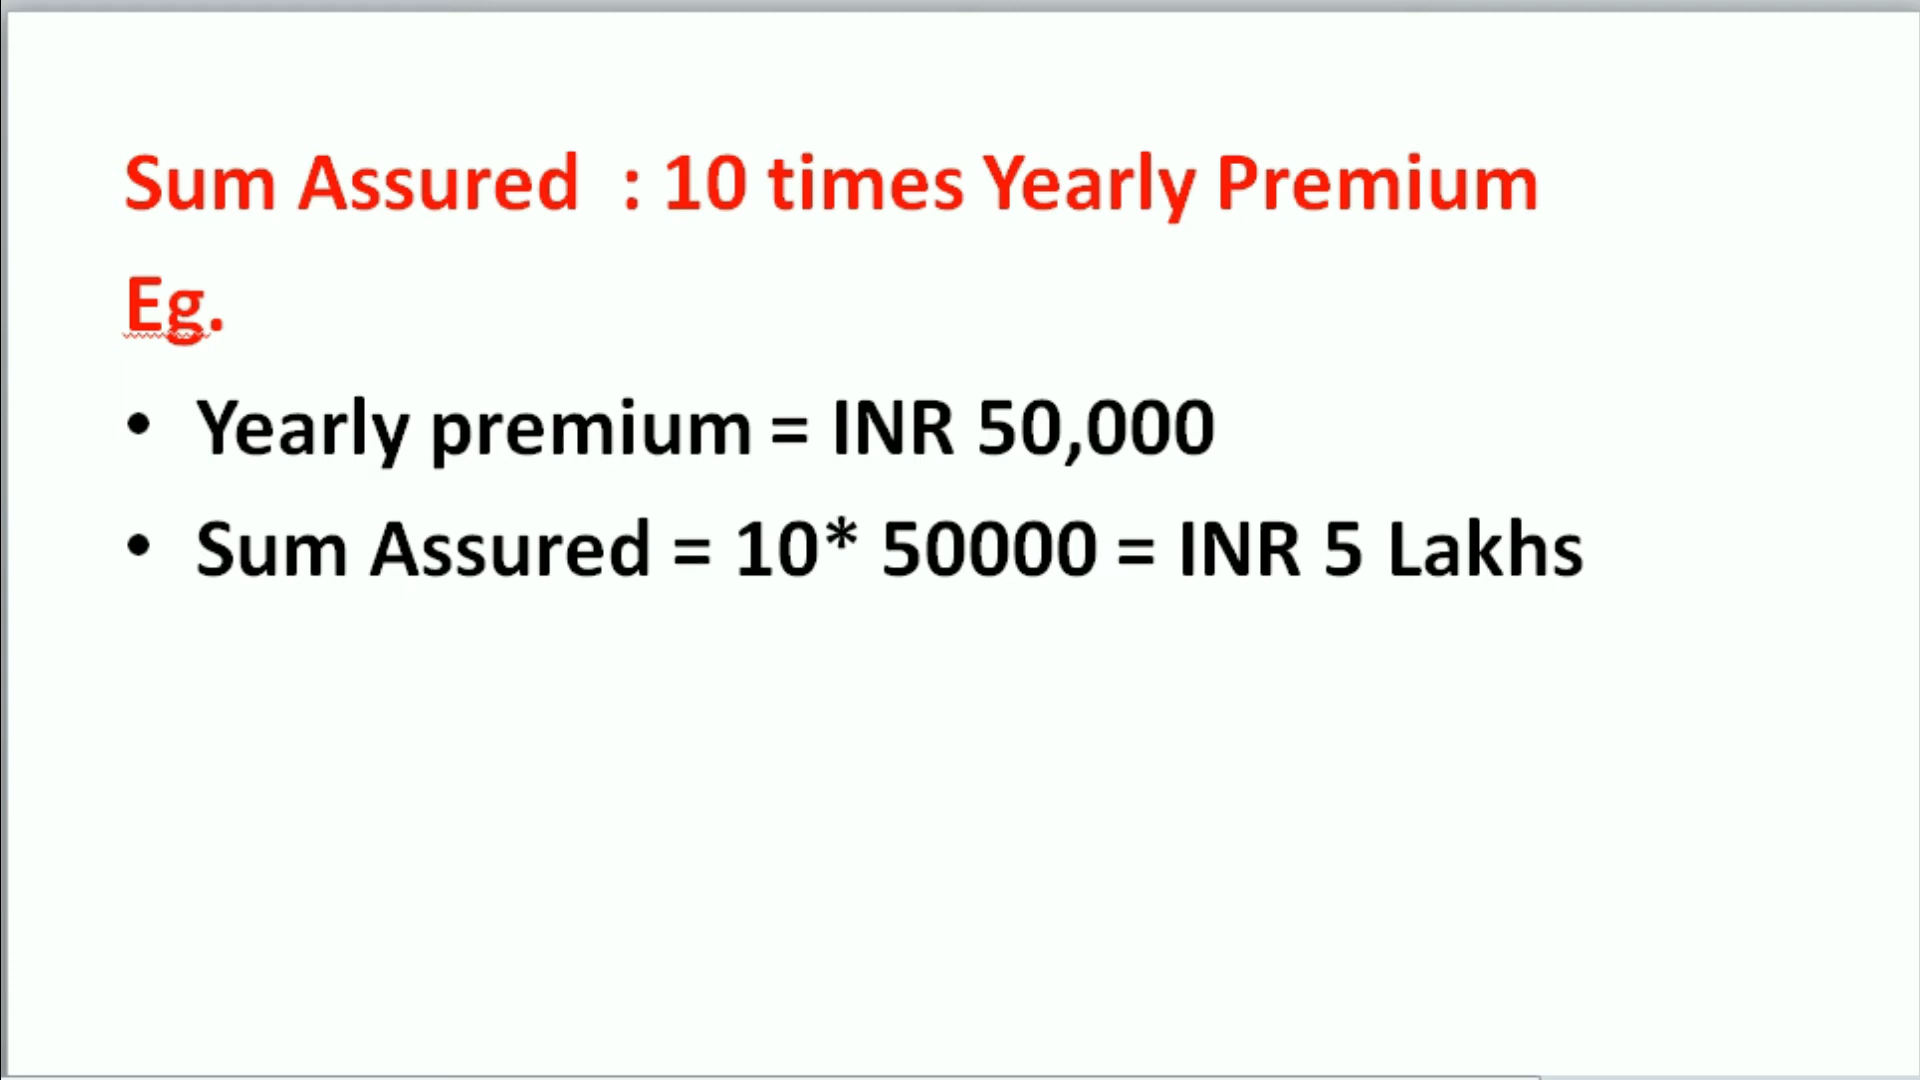 Sum Assured : 10 times Yearly Premium
Eg.
• Yearly premium = INR 50,000
• Sum Assured = 10* 50000 = INR 5 Lakhs